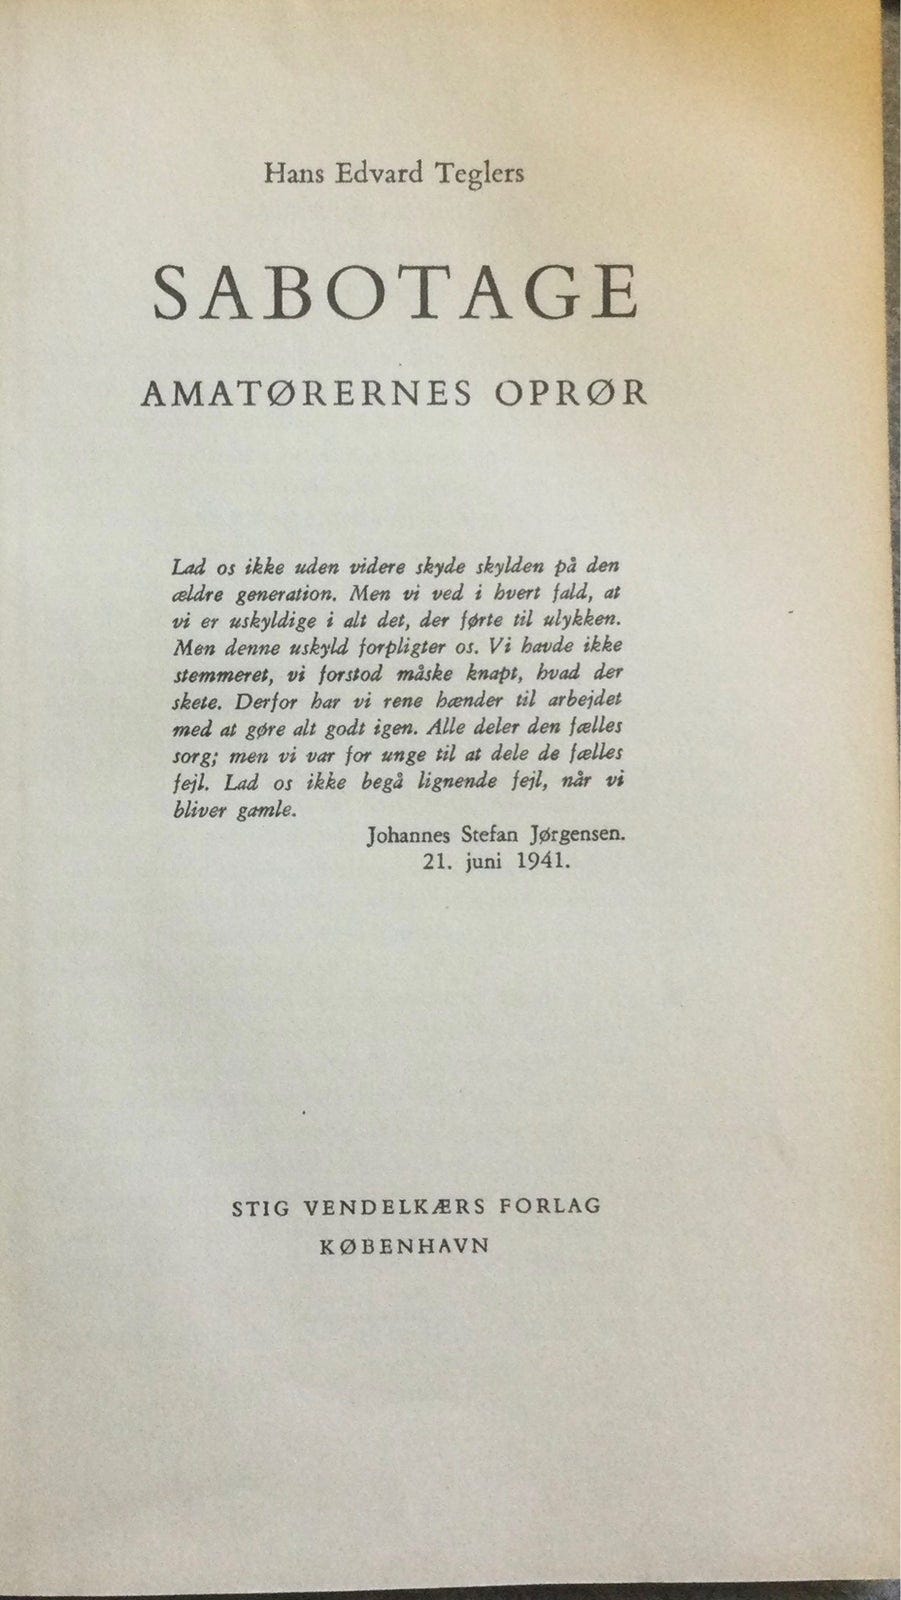 Hans Edvard Teglers
SABOTAGE
AMATØRERNES OPRØR
Lad os ikke uden videre skyde skylden på den
ældre generation. Men vi ved i hvert fald, at
vi er uskyldige i alt det, der førte til ulykken.
Men denne uskyld forpligter os. Vi havde ikke
stemmeret, vi forstod måske knapt, hvad der
skete. Derfor har vi rene hænder til arbejdet
med at gøre alt godt igen. Alle deler den fælles
sorg; men vi var for unge til at dele de fælles
fejl. Lad os ikke begå lignende fejl, når vi
bliver gamle.
Johannes Stefan Jørgensen.
21. juni 1941.
STIG VENDELKÆRS FORLAG
KØBENHAVN